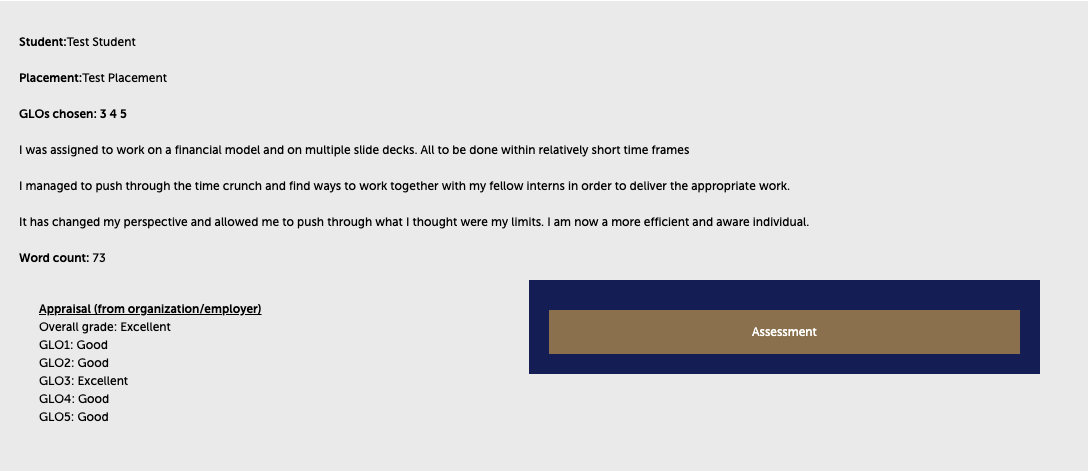 Student:Test Student
Placement:Test Placement
GLOs chosen: 3 4 5
I was assigned to work on a financial model and on multiple slide decks. All to be done within relatively short time frames
I managed to push through the time crunch and find ways to work together with my fellow interns in order to deliver the appropriate work.
It has changed my perspective and allowed me to push through what I thought were my limits. I am now a more efficient and aware individual.
Word count: 73
Appraisal (from organization/employer)
Overall grade: Excellent
GLO1: Good
GLO2: Good
GLO3: Excellent
GLO4: Good
GLO5: Good
Assessment